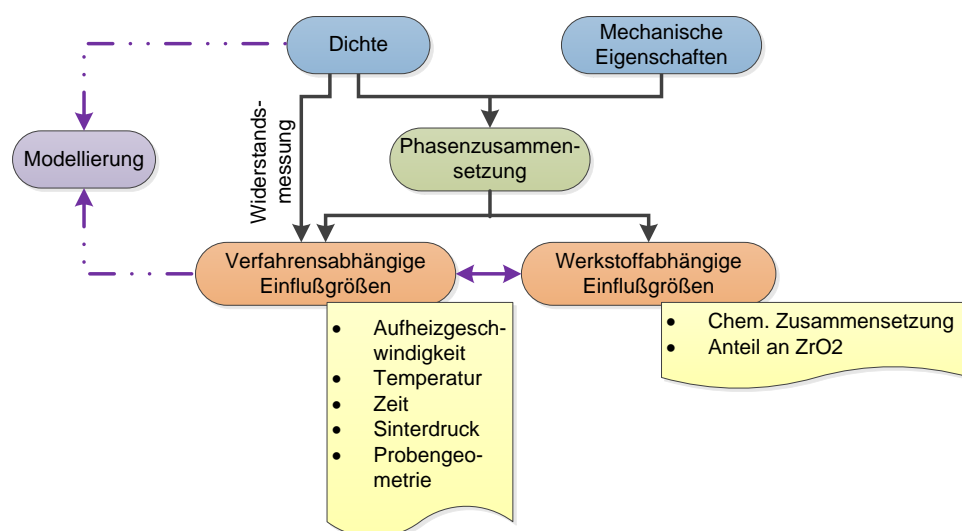 Dichte
Mechanische
Eigenschaften
Widerstands-
messung
Modellierung
Phasenzusammen-
setzung
Verfahrensabhängige
Einflußgrößen
Werkstoffabhängige
Einflußgrößen
• Aufheizgesch-
windigkeit
• Temperatur
• Zeit
• Sinterdruck
• Probengeo-
metrie
• Chem. Zusammensetzung
• Anteil an ZrO2